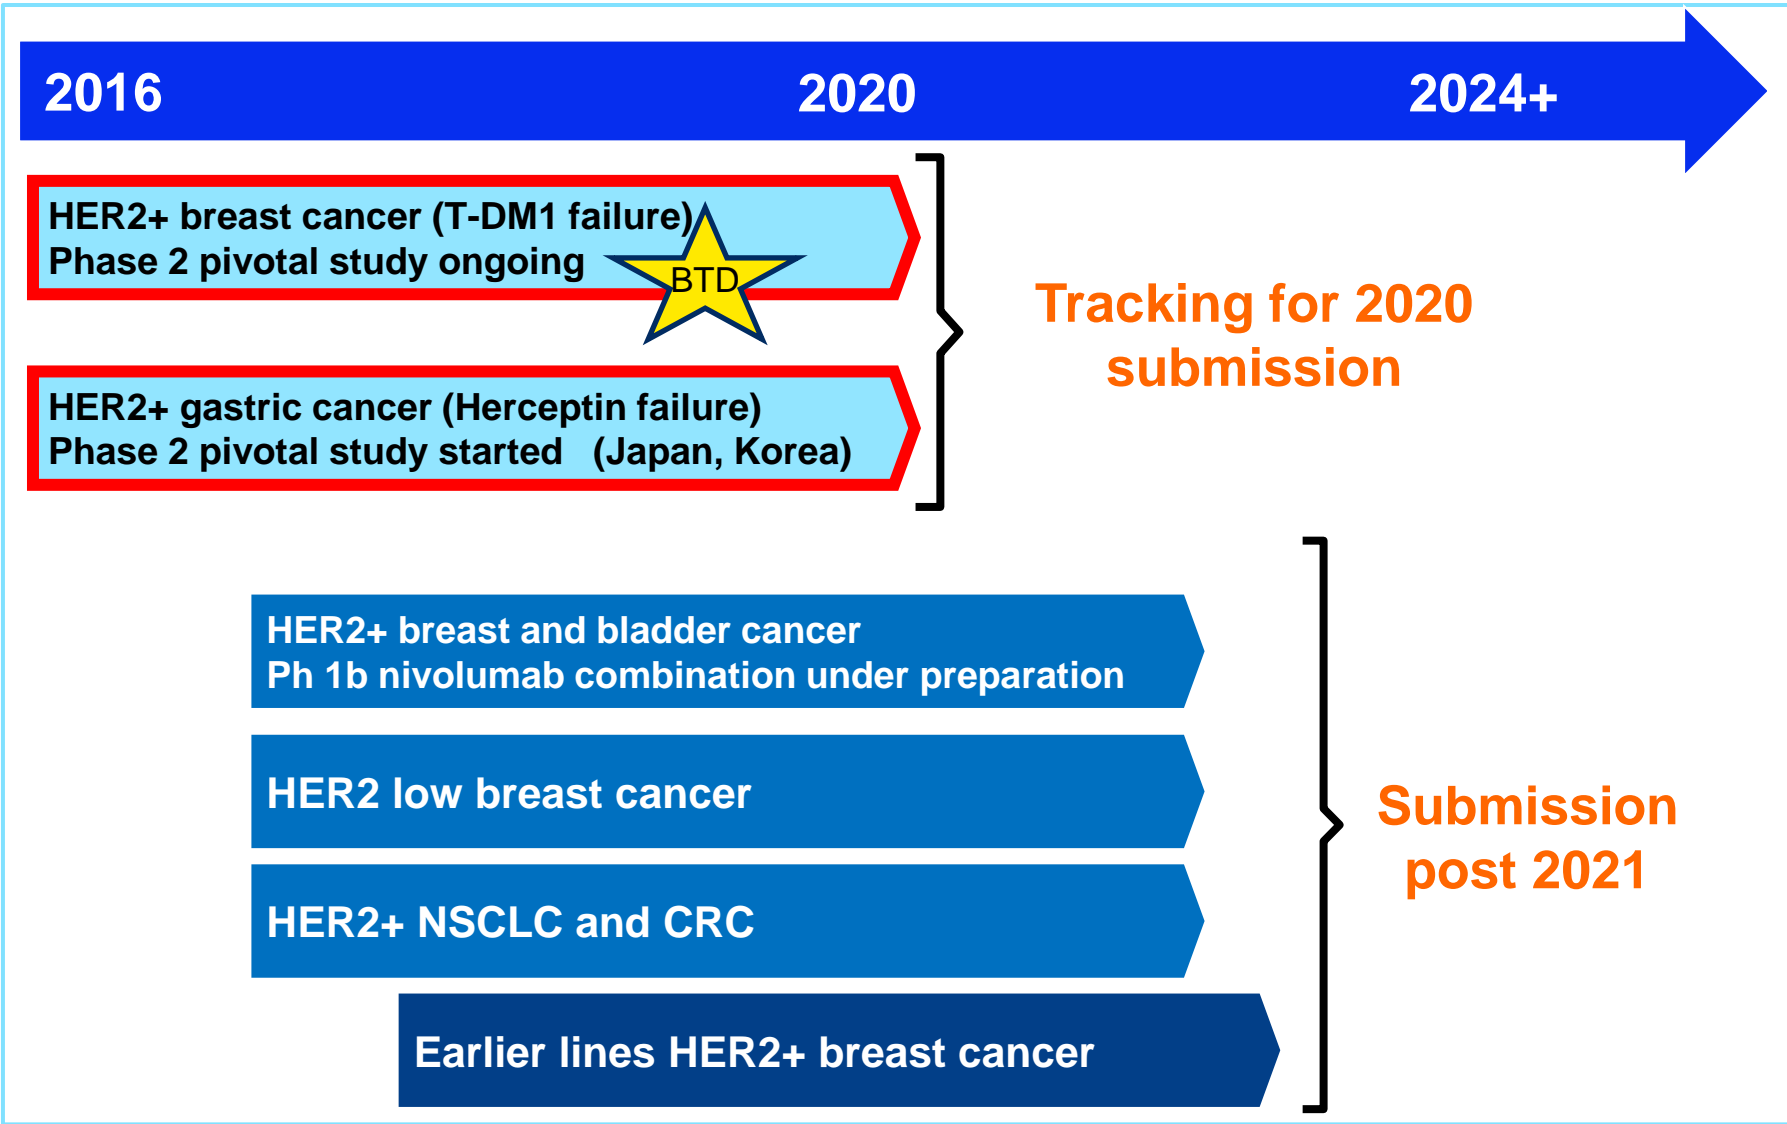 2016 2020 2024+
HER2+ breast cancer (T-DM1 failure)
Phase 2 pivotal study ongoing
BTD
HER2+ gastric cancer (Herceptin failure)
Phase 2 pivotal study started (Japan, Korea)
Tracking for 2020
submission
HER2+ breast and bladder cancer
Ph 1b nivolumab combination under preparation
HER2 low breast cancer
HER2+ NSCLC and CRC
Earlier lines HER2+ breast cancer
Submission
post 2021